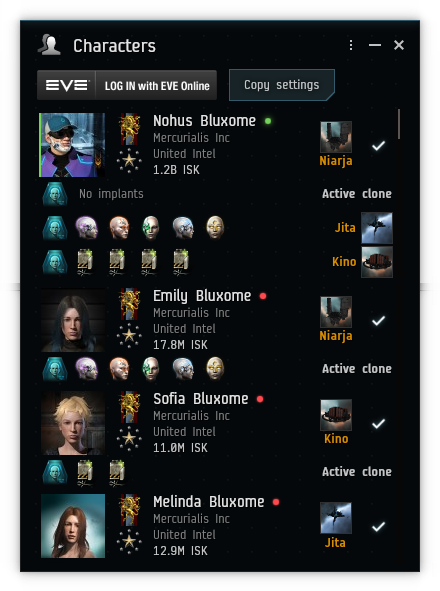 Characters
EVE LOG IN with EVE Online
Copy settings
Nohus Bluxome
Mercurialis Inc
United Intel
1.2B ISK
Niarja
No implants
Active clone
Jita
Kino
Emily Bluxome
Mercurialis Inc
United Intel
17.8M ISK
Niarja
Active clone
Sofia Bluxome
Mercurialis Inc
United Intel
11.0M ISK
Kino
Active clone
Melinda Bluxome
Mercurialis Inc
United Intel
12.9M ISK
Jita